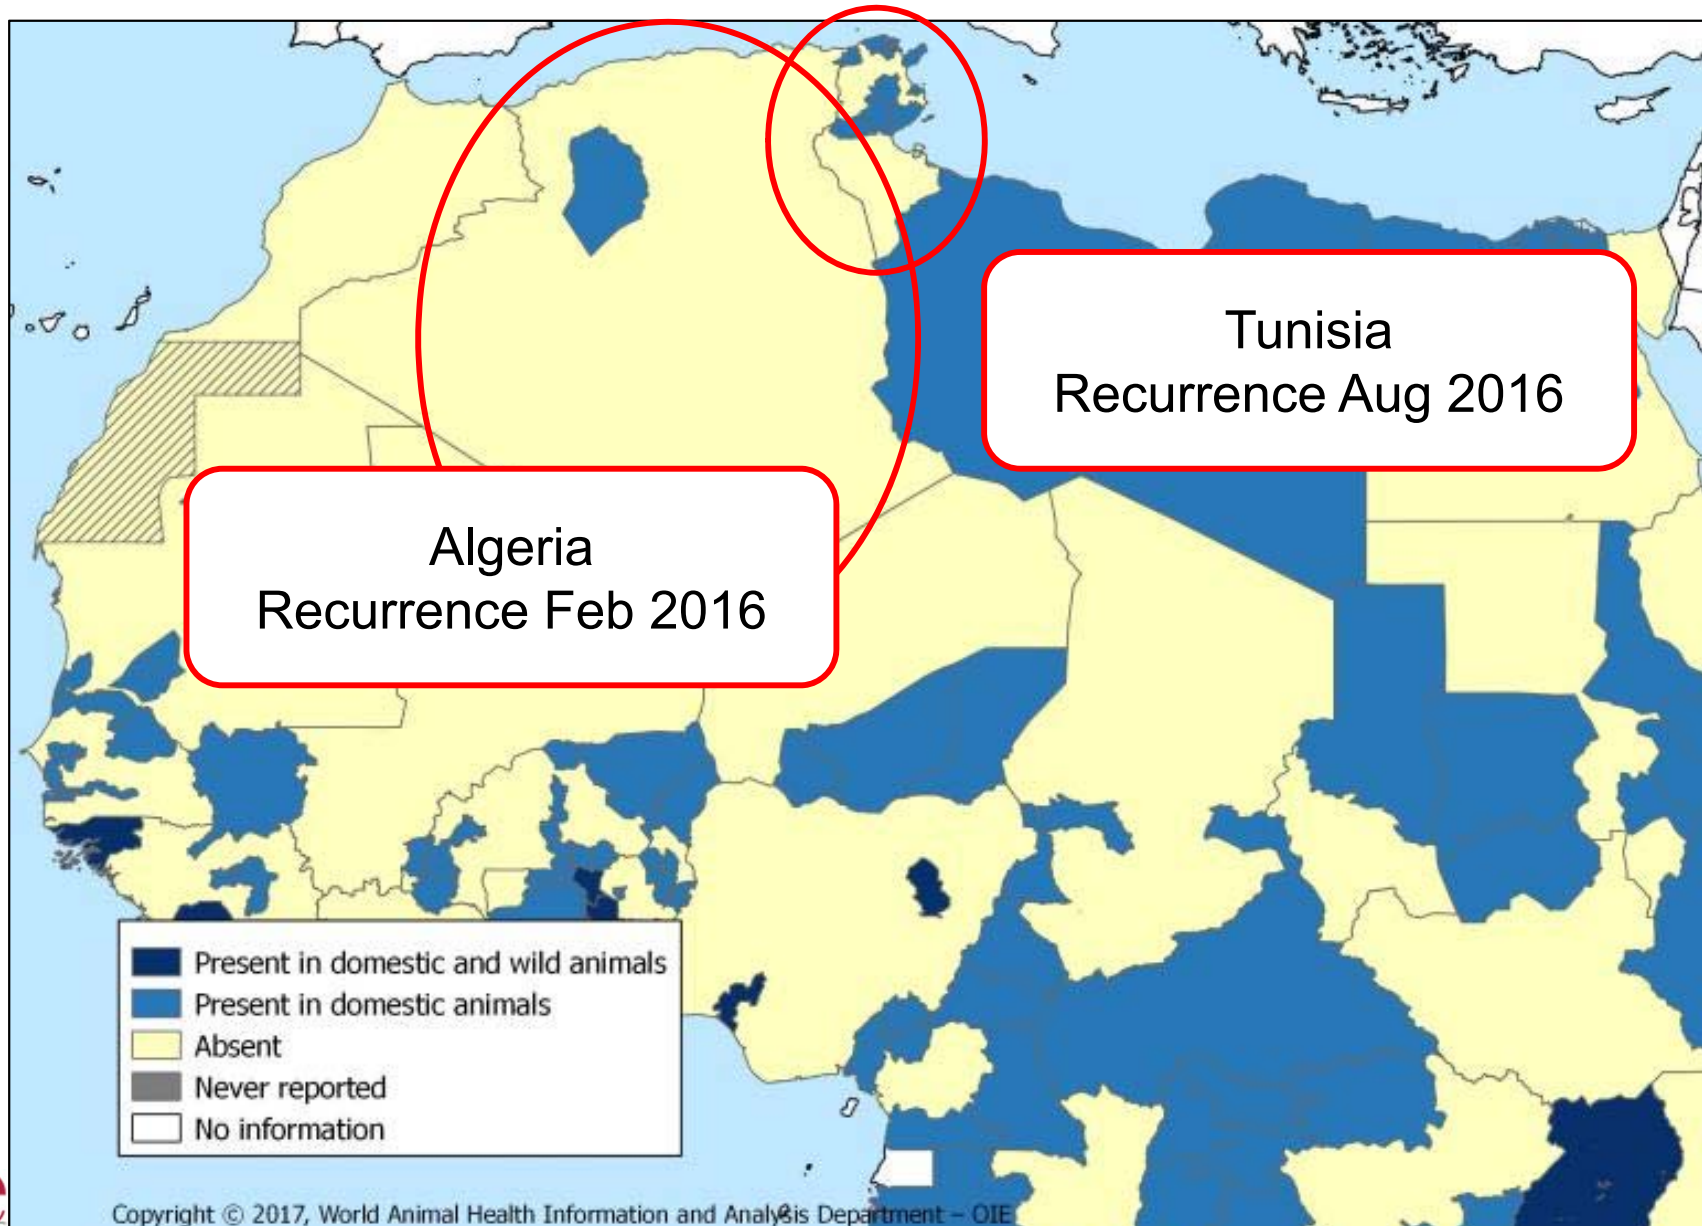 Tunisia
Recurrence Aug 2016
Algeria
Recurrence Feb 2016
Present in domestic and wild animals
Present in domestic animals
Absent
Never reported
No information
Copyright © 2017, World Animal Health Information and Analysis Department – OIE